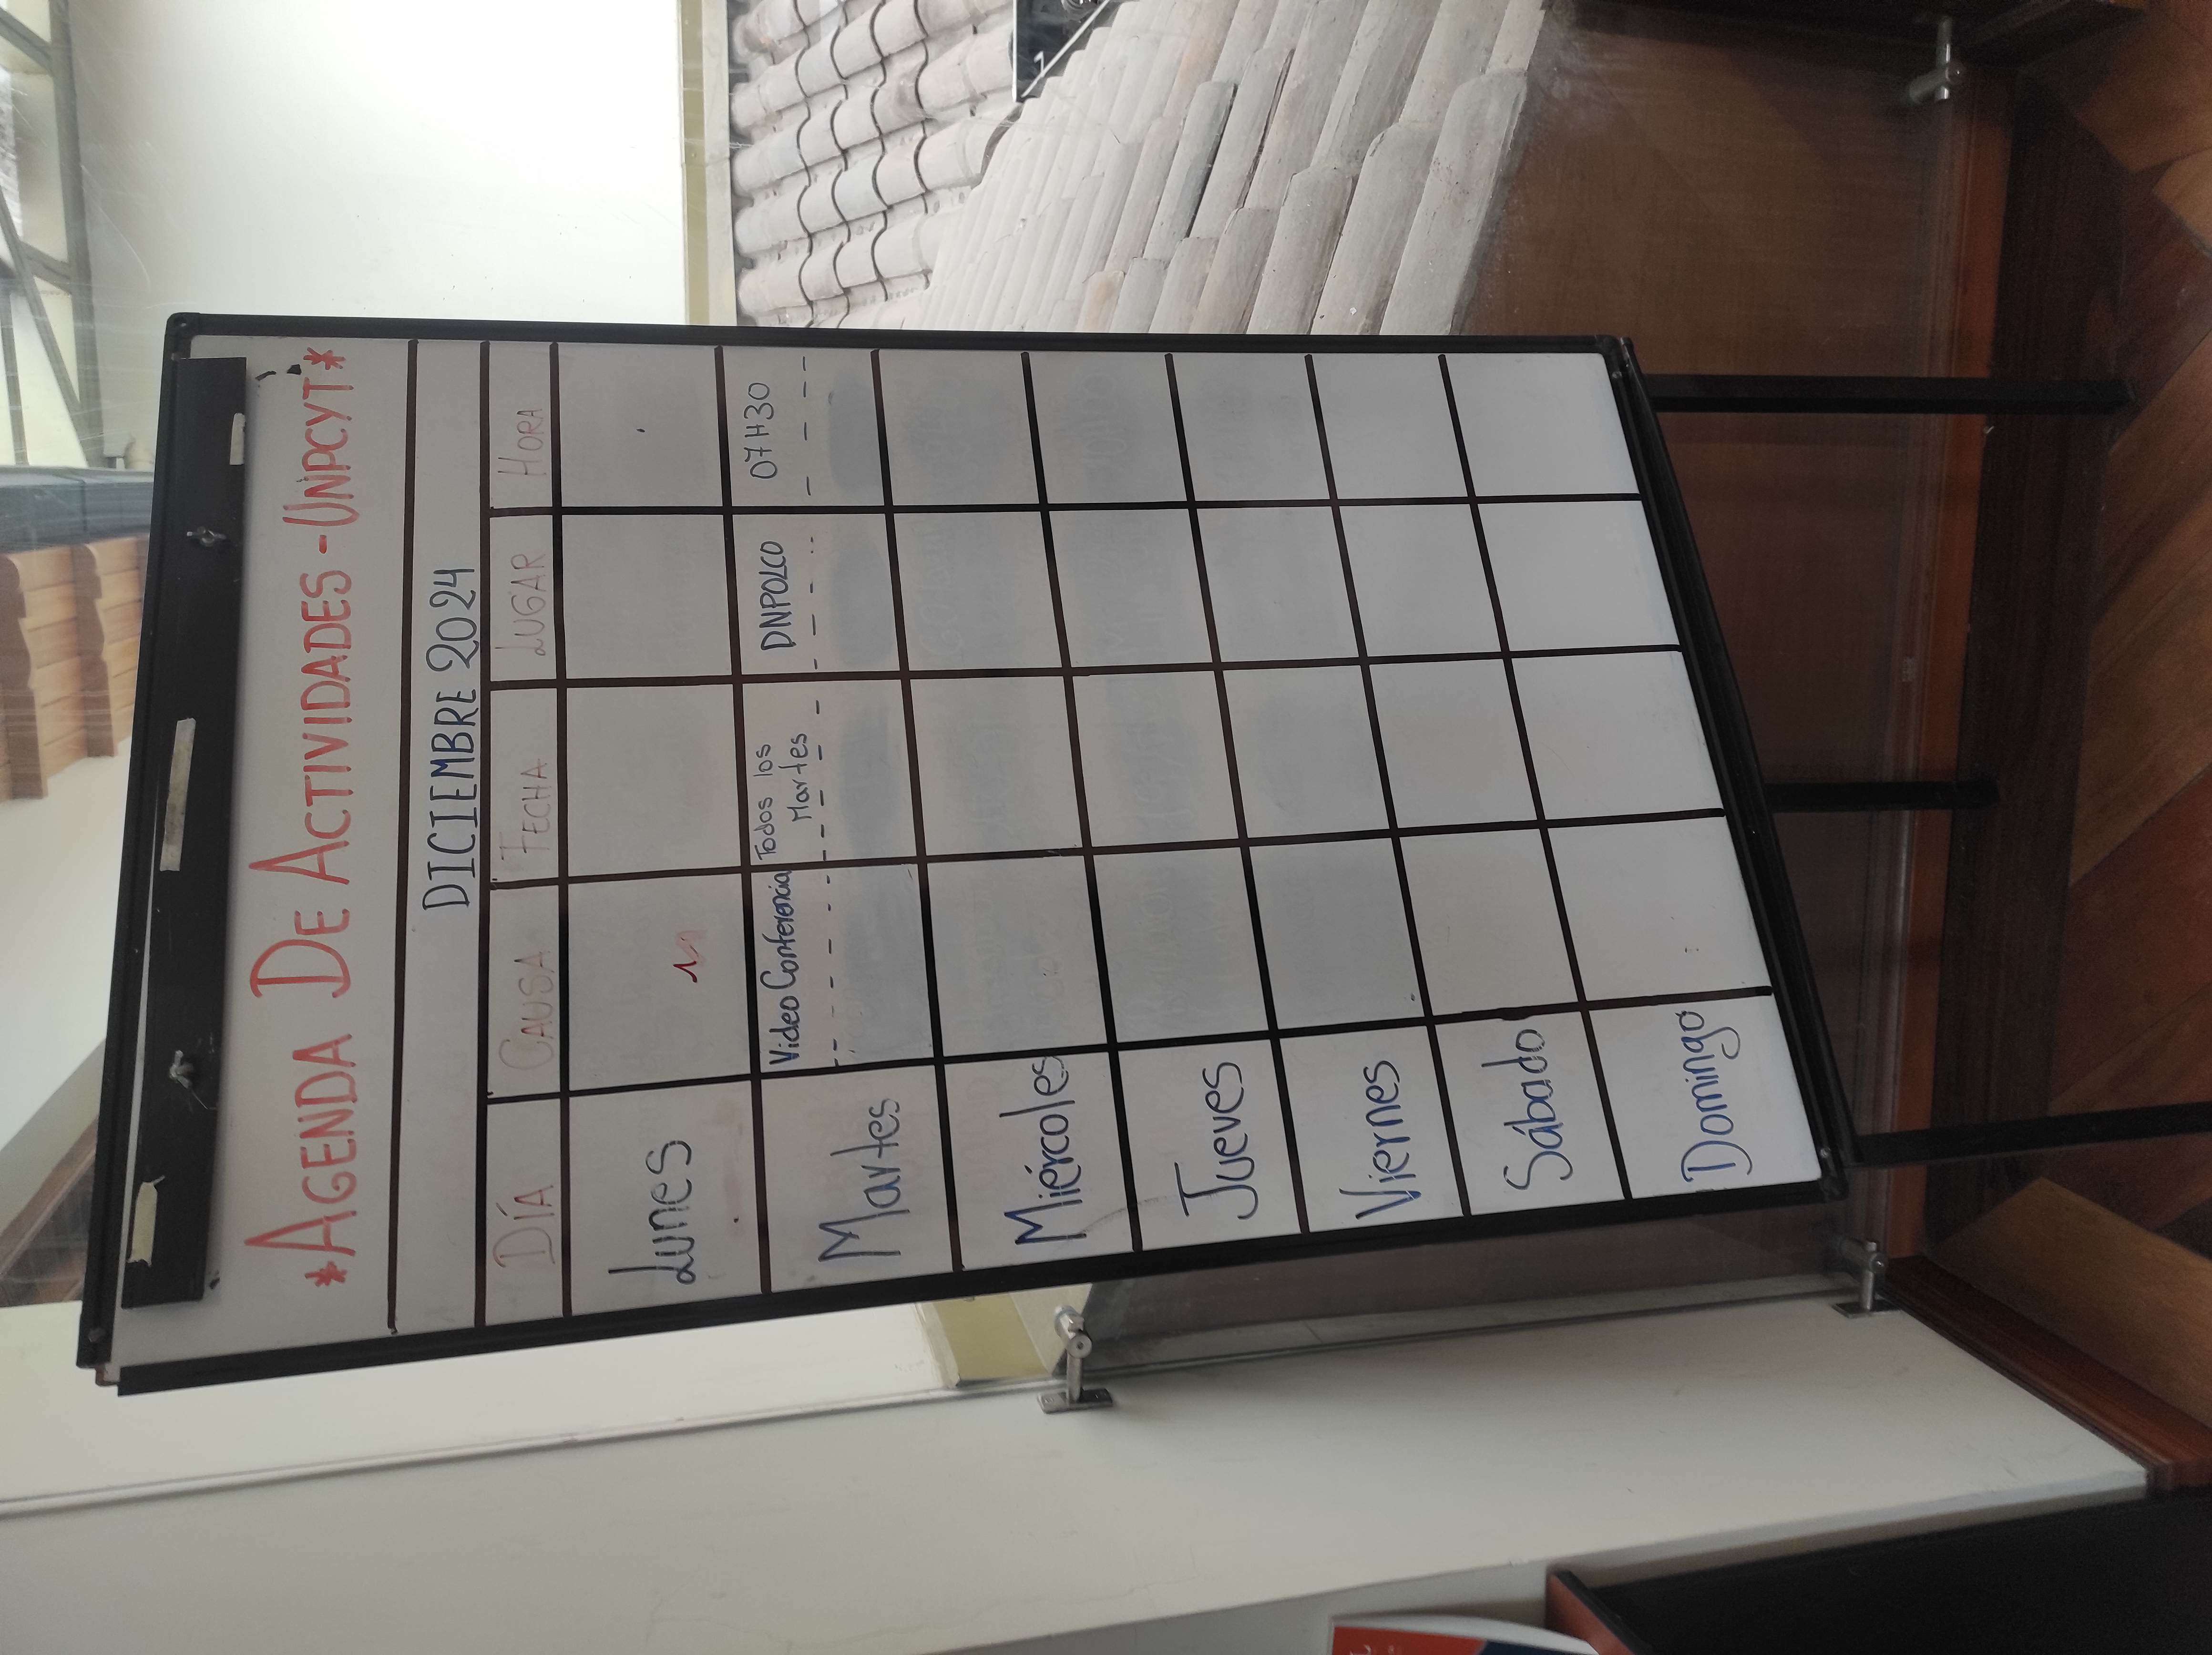 *AGENDA DE ACTIVIDADES - UNPCYT*
DICIEMBRE 2024
DÍA CAUSA FECHA LUGAR HORA
Lunes
Martes Video Conferencia Todos los Martes DNPOLCO 07H30
Miércoles
Jueves
Viernes
Sábado
Domingo